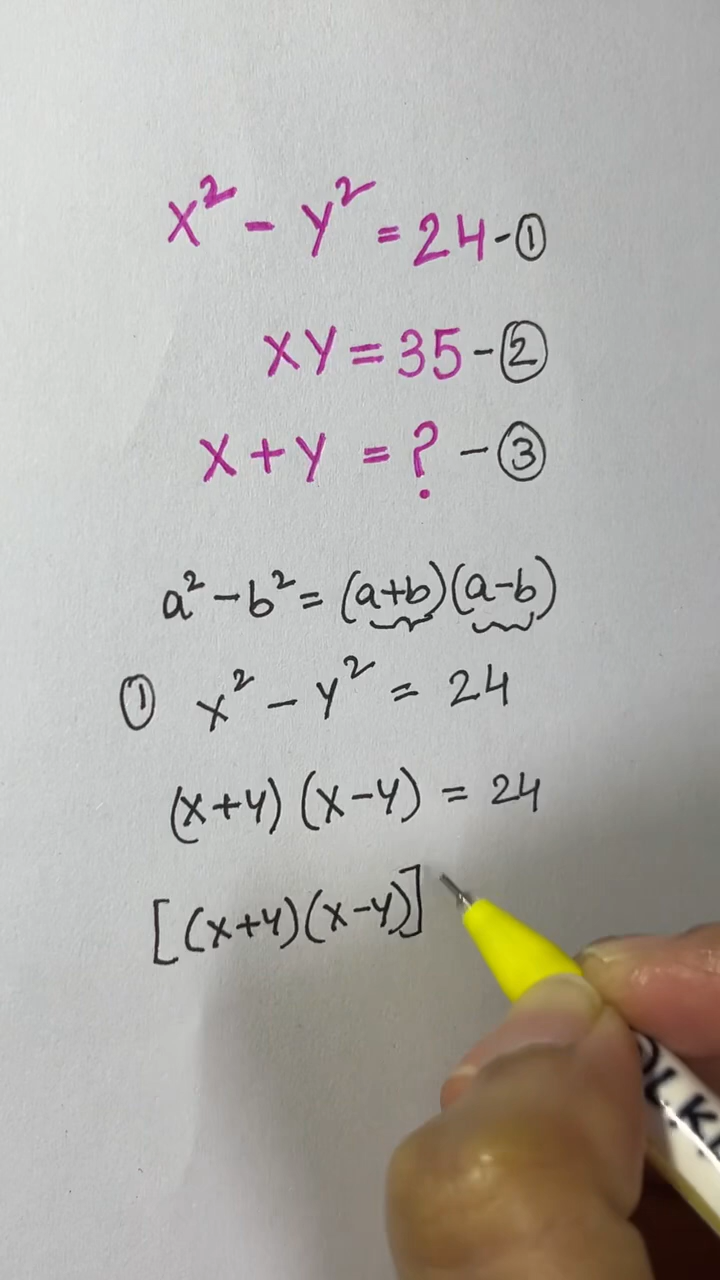 x² - y² = 24 - ①
xy = 35 - ②
x + y = ? - ③
a² - b² = (a+b)(a-b)
① x² - y² = 24
(x+y) (x-y) = 24
[(x+y)(x-y)]